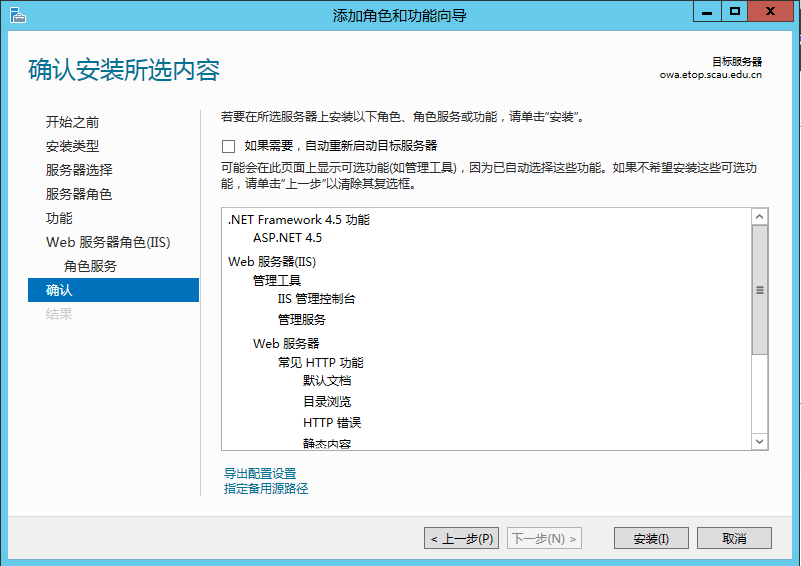 添加角色和功能向导
确认安装所选内容
目标服务器
owa.etop.scau.edu.cn
开始之前
安装类型
服务器选择
服务器角色
功能
Web 服务器角色(IIS)
角色服务
确认
结果
若要在所选服务器上安装以下角色、角色服务或功能，请单击"安装"。
如果需要，自动重新启动目标服务器
可能会在此页面上显示可选功能(如管理工具)，因为已自动选择这些功能。如果不希望安装这些可选功
能，请单击"上一步"以清除其复选框。
.NET Framework 4.5 功能
ASP.NET 4.5
Web 服务器(IIS)
管理工具
IIS 管理控制台
管理服务
Web 服务器
常见 HTTP 功能
默认文档
目录浏览
HTTP 错误
静态内容
导出配置设置
指定备用源路径
< 上一步(P)
下一步(N) >
安装(I)
取消